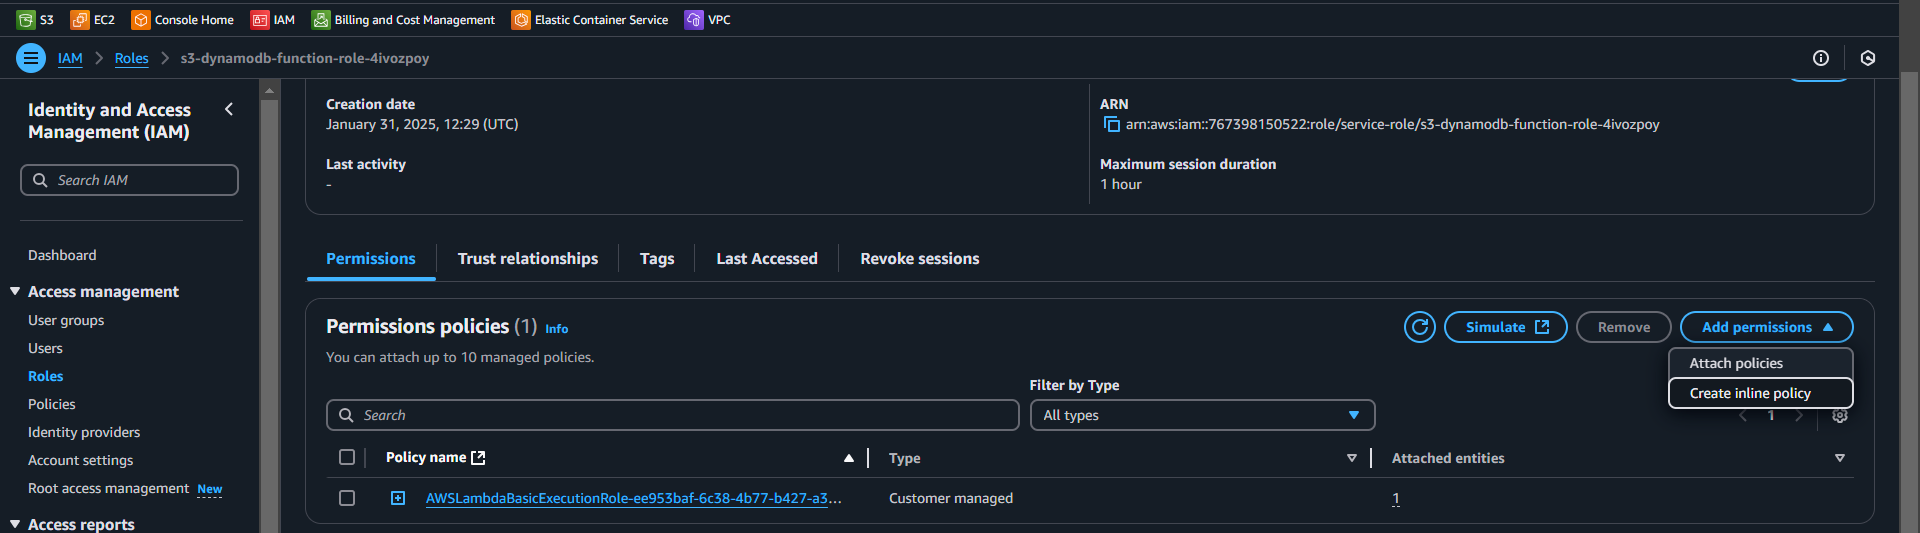 S3 EC2 Console Home IAM Billing and Cost Management Elastic Container Service VPC
IAM Roles s3-dynamodb-function-role-4ivozpoy
Identity and Access
Management (IAM)
Search IAM
Dashboard
Access management
User groups
Users
Roles
Policies
Identity providers
Account settings
Root access management New
Access reports
Creation date
January 31, 2025, 12:29 (UTC)
Last activity
-
ARN
arn:aws:iam::767398150522:role/service-role/s3-dynamodb-function-role-4ivozpoy
Maximum session duration
1 hour
Permissions Trust relationships Tags Last Accessed Revoke sessions
Permissions policies (1) Info
Simulate Remove Add permissions
You can attach up to 10 managed policies.
Attach policies
Create inline policy
Filter by Type
Search All types 1
Policy name Type Attached entities
AWSLambdaBasicExecutionRole-ee953baf-6c38-4b77-b427-a3... Customer managed 1